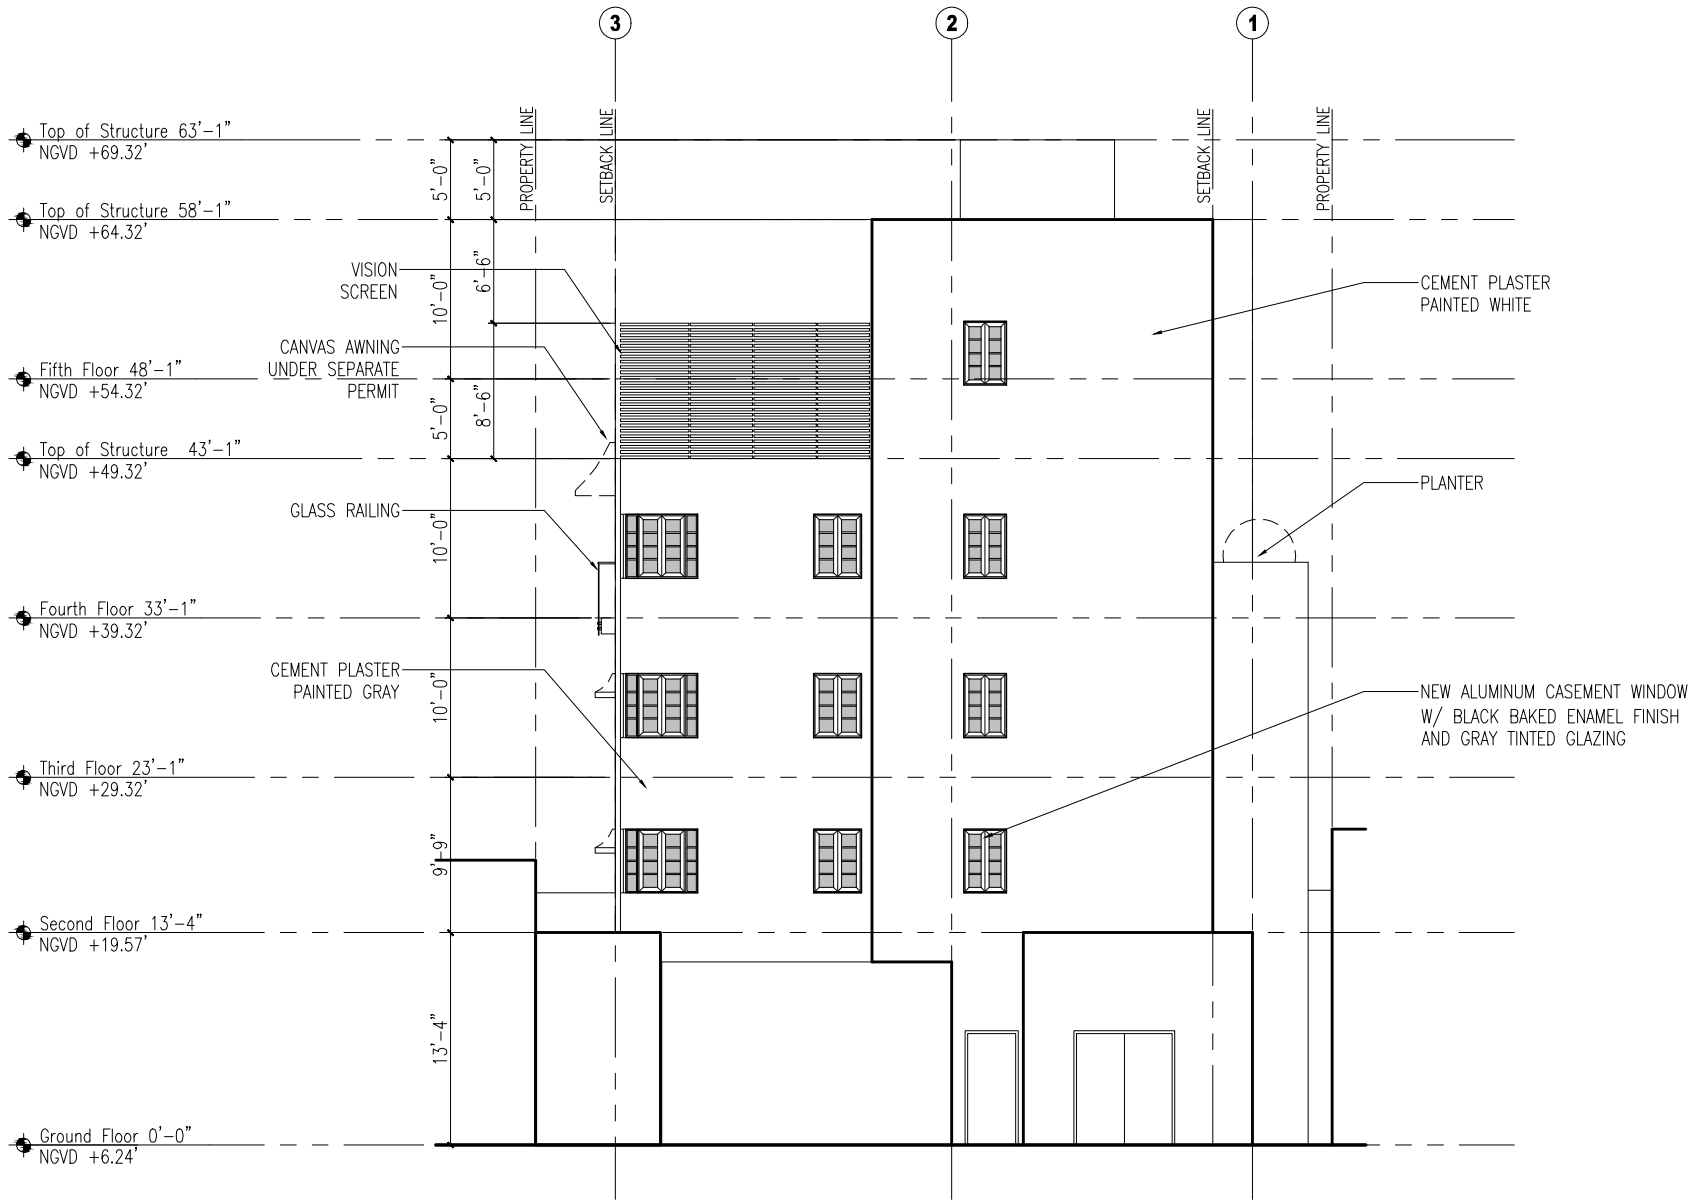 3
2
1
Top of Structure 63'-1"
NGVD +69.32'
Top of Structure 58'-1"
NGVD +64.32'
Fifth Floor 48'-1"
NGVD +54.32'
Top of Structure 43'-1"
NGVD +49.32'
Fourth Floor 33'-1"
NGVD +39.32'
Third Floor 23'-1"
NGVD +29.32'
Second Floor 13'-4"
NGVD +19.57'
Ground Floor 0'-0"
NGVD +6.24'
5'-0"
10'-0"
5'-0"
10'-0"
10'-0"
9'-9"
13'-4"
5'-0"
6'-6"
8'-6"
PROPERTY LINE
SETBACK LINE
SETBACK LINE
PROPERTY LINE
VISION
SCREEN
CANVAS AWNING
UNDER SEPARATE
PERMIT
GLASS RAILING
CEMENT PLASTER
PAINTED GRAY
CEMENT PLASTER
PAINTED WHITE
PLANTER
NEW ALUMINUM CASEMENT WINDOW
W/ BLACK BAKED ENAMEL FINISH
AND GRAY TINTED GLAZING